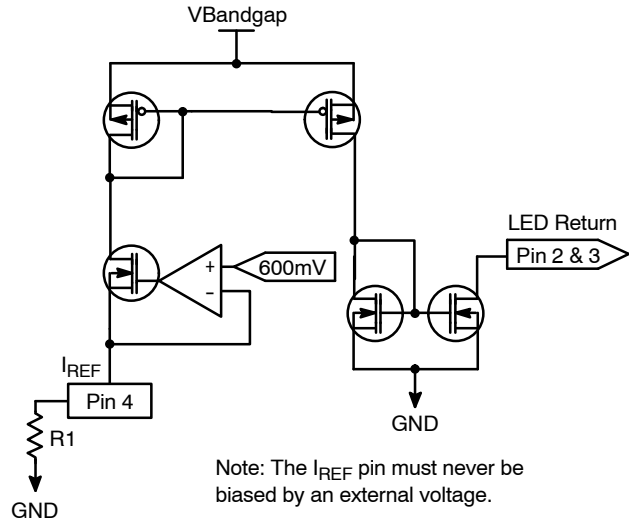 VBandgap
LED Return
Pin 2 & 3
+
600mV
−
IREF
Pin 4
R1
GND
GND
Note: The IREF pin must never be
biased by an external voltage.